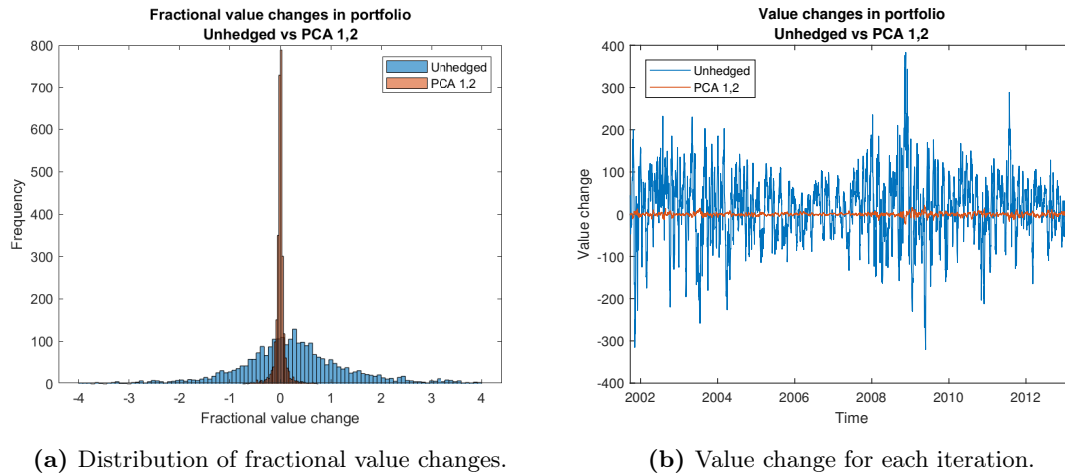 Fractional value changes in portfolio
Unhedged vs PCA 1,2
800
700
600
500
400
300
200
100
0
Frequency
-4
-3
-2
-1
0
1
2
3
4
Fractional value change
Unhedged
PCA 1,2
(a) Distribution of fractional value changes.
Value changes in portfolio
Unhedged vs PCA 1,2
400
300
200
100
0
-100
-200
-300
-400
Value change
2002
2004
2006
2008
2010
2012
Time
Unhedged
PCA 1,2
(b) Value change for each iteration.